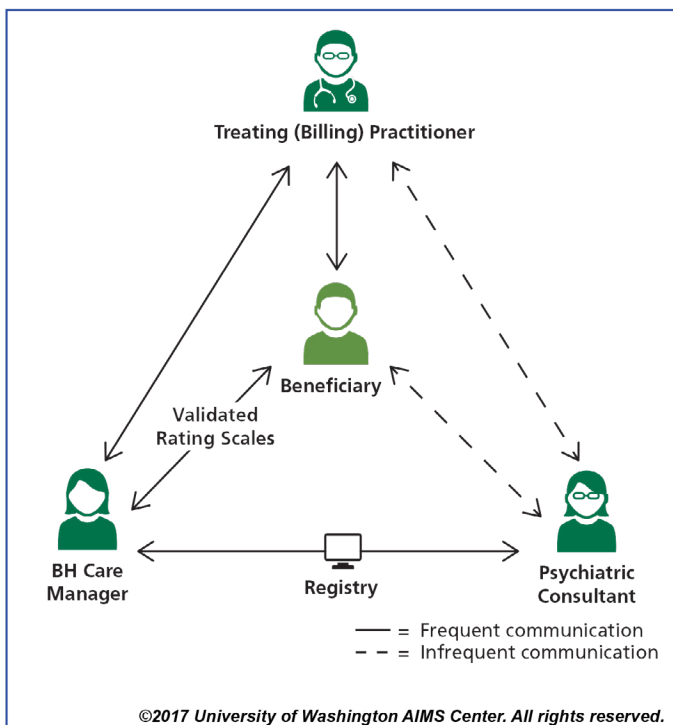 Treating (Billing) Practitioner
Beneficiary
Validated
Rating Scales
BH Care
Manager
Registry
Psychiatric
Consultant
= Frequent communication
= Infrequent communication
©2017 University of Washington AIMS Center. All rights reserved.